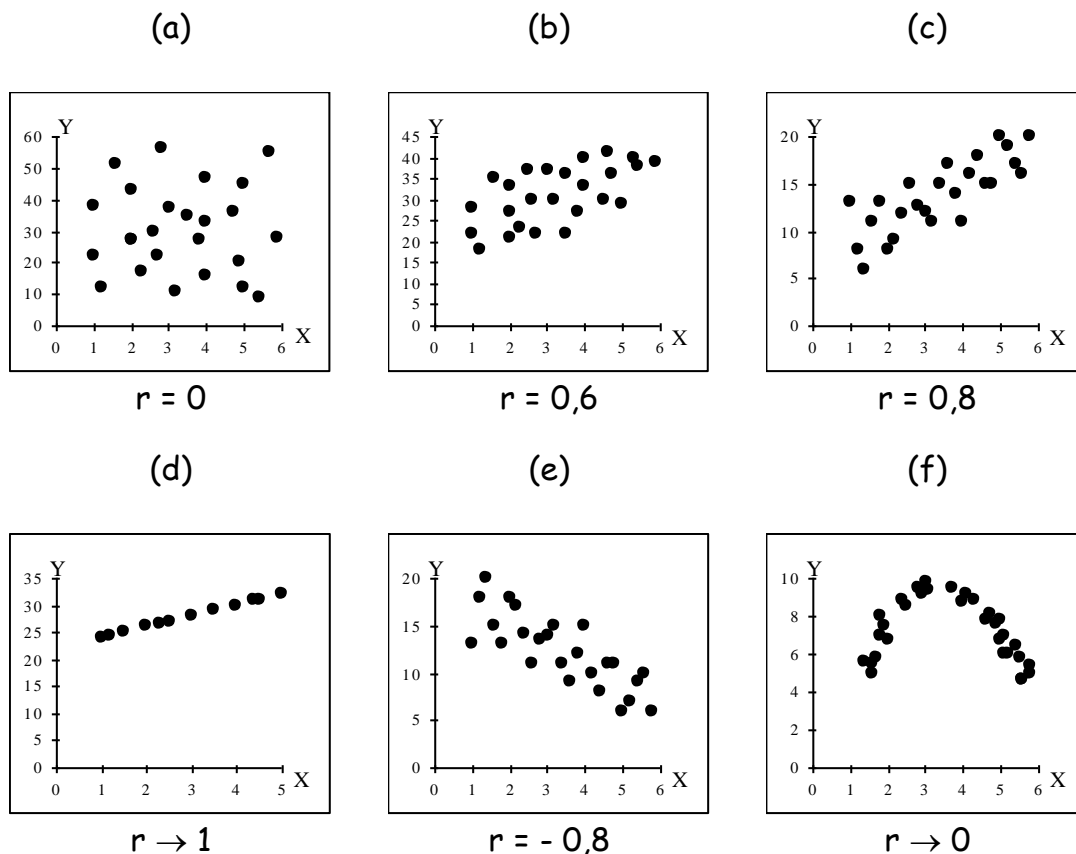 (a) (b) (c)
Y Y Y
60 45 20
50 40
40 35 15
30 30
20 25 10
10 20
0 15 5
10
5
0 0
0 1 2 3 4 5 6 X 0 1 2 3 4 5 6 X 0 1 2 3 4 5 6 X
r = 0 r = 0,6 r = 0,8
(d) (e) (f)
Y Y Y
35 20 10
30 8
25 15
20 6
15 10
10 4
5 5 2
0 0 0
0 1 2 3 4 5 X 0 1 2 3 4 5 6 X 0 1 2 3 4 5 6 X
r → 1 r = - 0,8 r → 0